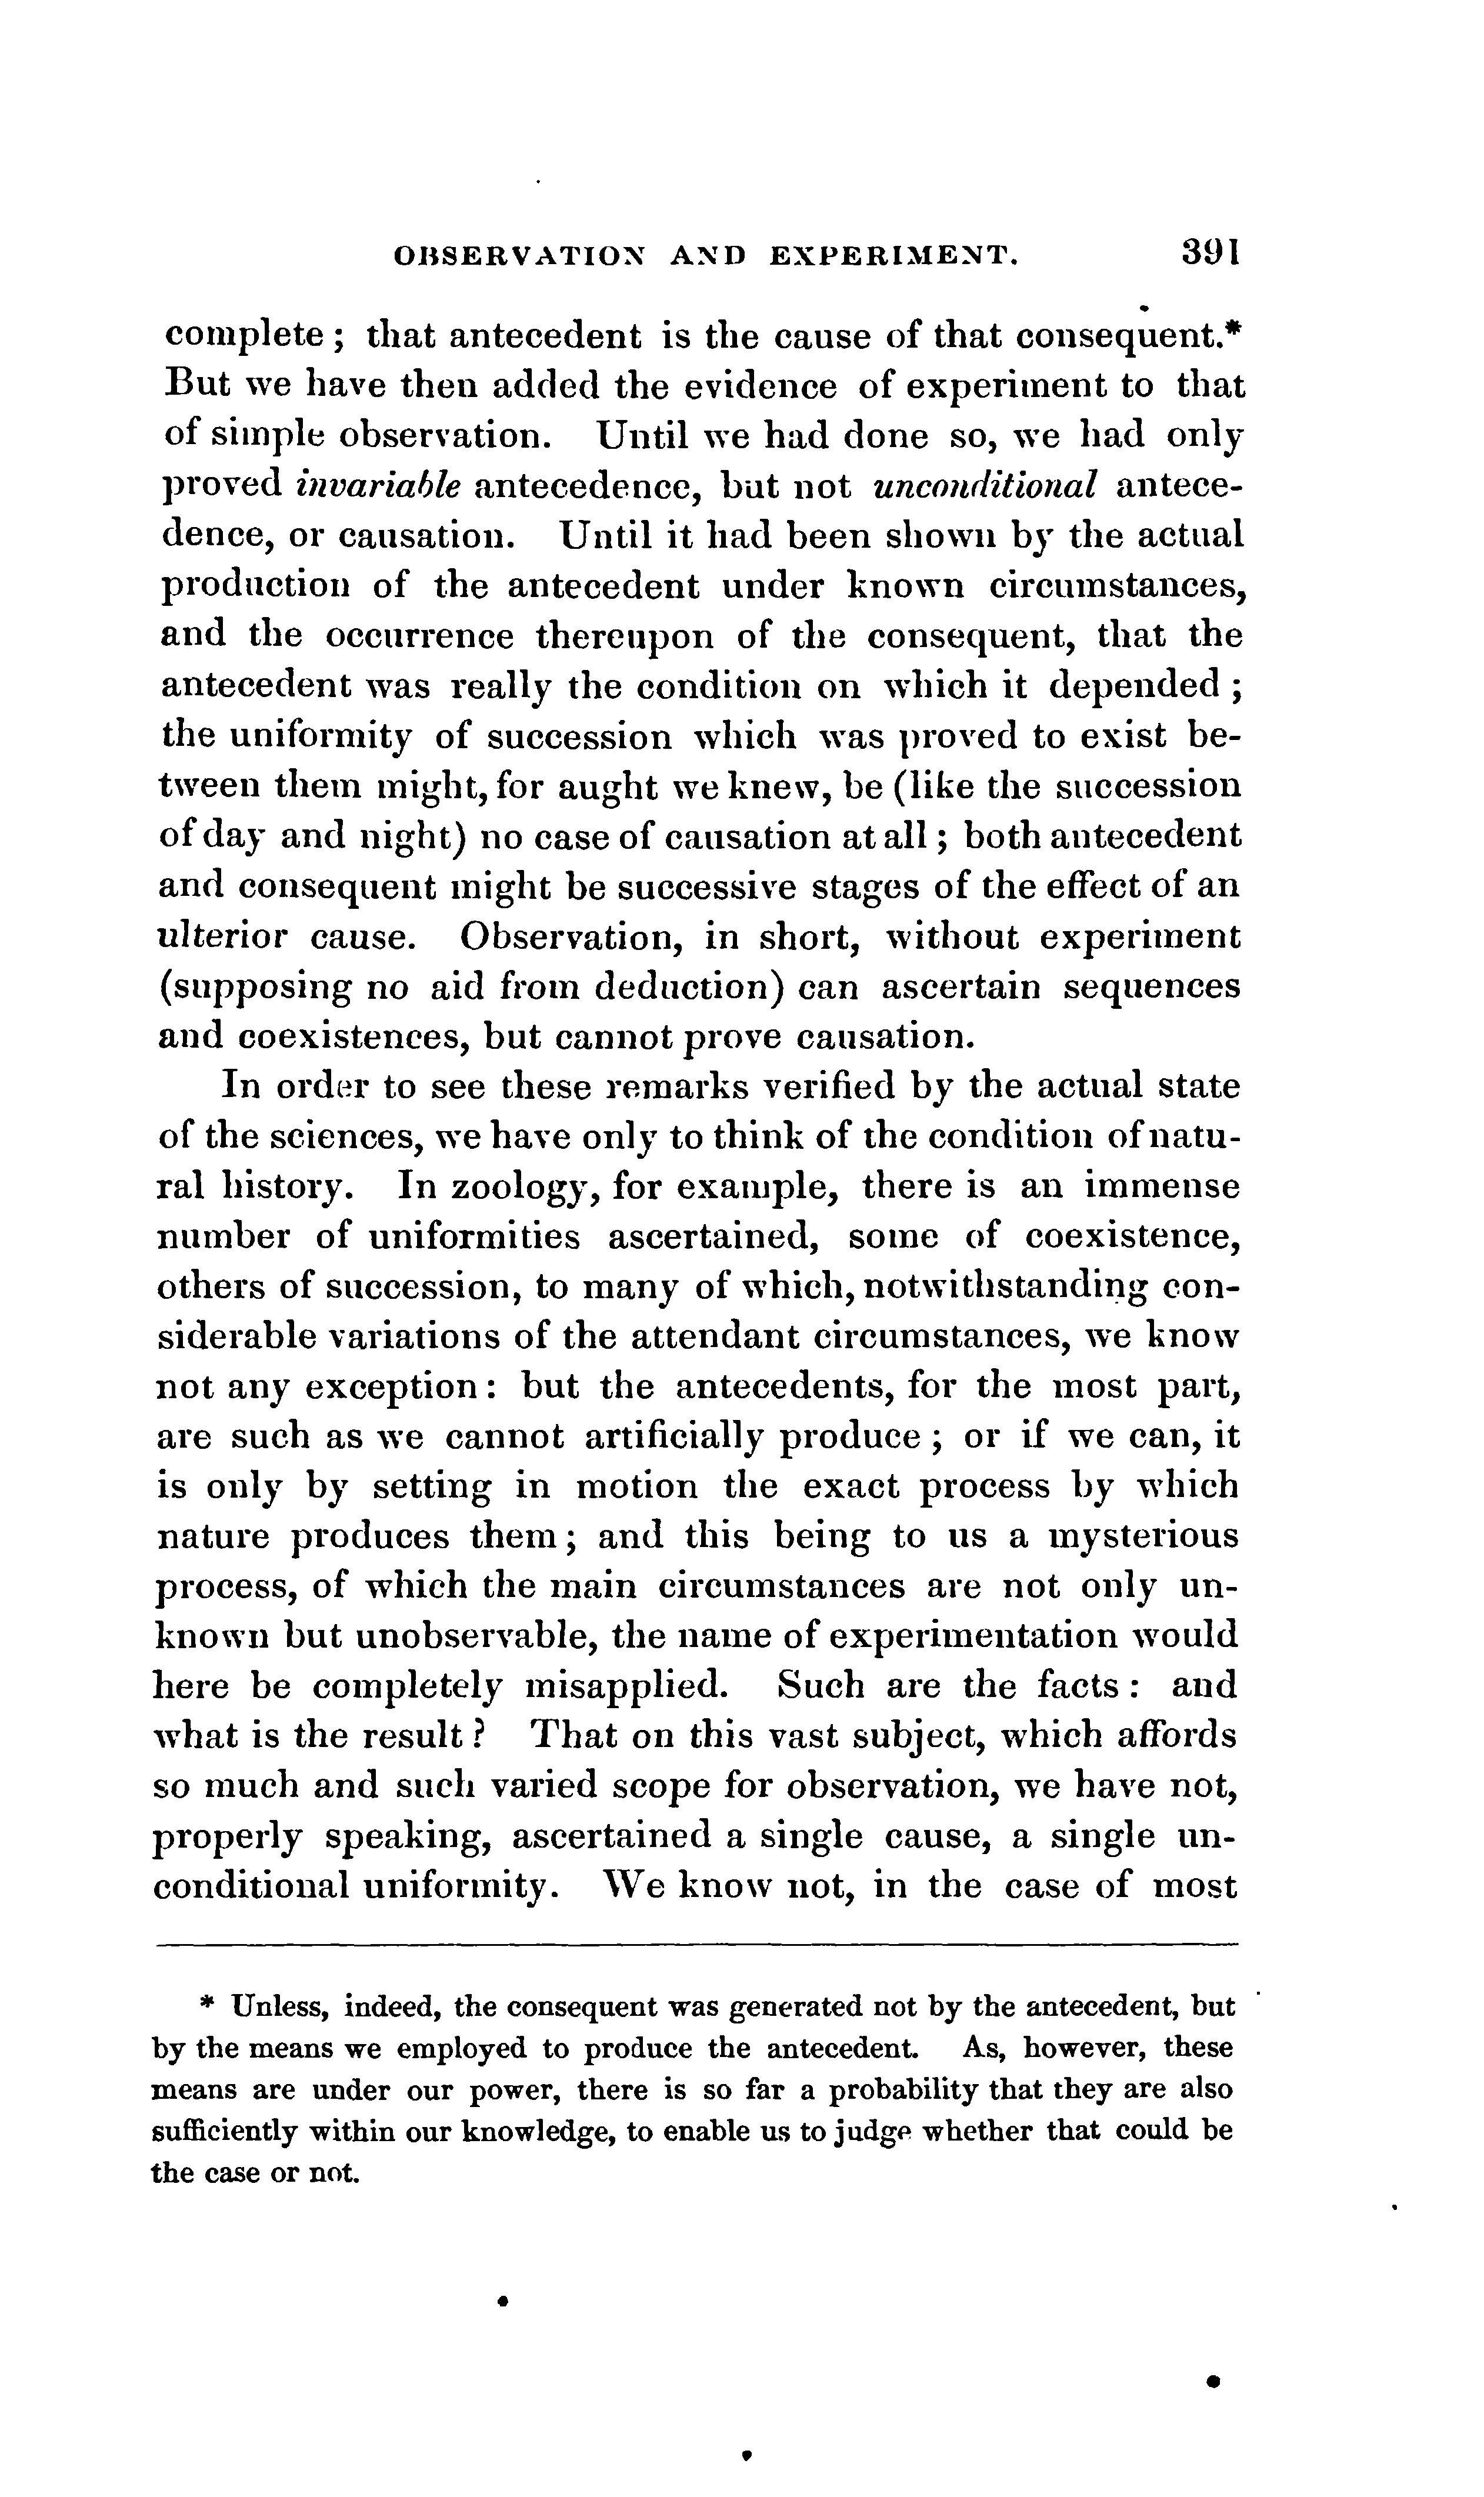 OBSERVATION AND EXPERIMENT. 391
complete ; that antecedent is the cause of that consequent.*
But we have then added the evidence of experiment to that
of simple observation. Until we had done so, we had only
proved invariable antecedence, but not unconditional antece-
dence, or causation. Until it had been shown by the actual
production of the antecedent under known circumstances,
and the occurrence thereupon of the consequent, that the
antecedent was really the condition on which it depended ;
the uniformity of succession which was proved to exist be-
tween them might, for aught we knew, be (like the succession
of day and night) no case of causation at all ; both antecedent
and consequent might be successive stages of the effect of an
ulterior cause. Observation, in short, without experiment
(supposing no aid from deduction) can ascertain sequences
and coexistences, but cannot prove causation.
In order to see these remarks verified by the actual state
of the sciences, we have only to think of the condition of natu-
ral history. In zoology, for example, there is an immense
number of uniformities ascertained, some of coexistence,
others of succession, to many of which, notwithstanding con-
siderable variations of the attendant circumstances, we know
not any exception : but the antecedents, for the most part,
are such as we cannot artificially produce ; or if we can, it
is only by setting in motion the exact process by which
nature produces them ; and this being to us a mysterious
process, of which the main circumstances are not only un-
known but unobservable, the name of experimentation would
here be completely misapplied. Such are the facts : and
what is the result ? That on this vast subject, which affords
so much and such varied scope for observation, we have not,
properly speaking, ascertained a single cause, a single un-
conditional uniformity. We know not, in the case of most
* Unless, indeed, the consequent was generated not by the antecedent, but
by the means we employed to produce the antecedent. As, however, these
means are under our power, there is so far a probability that they are also
sufficiently within our knowledge, to enable us to judge whether that could be
the case or not.